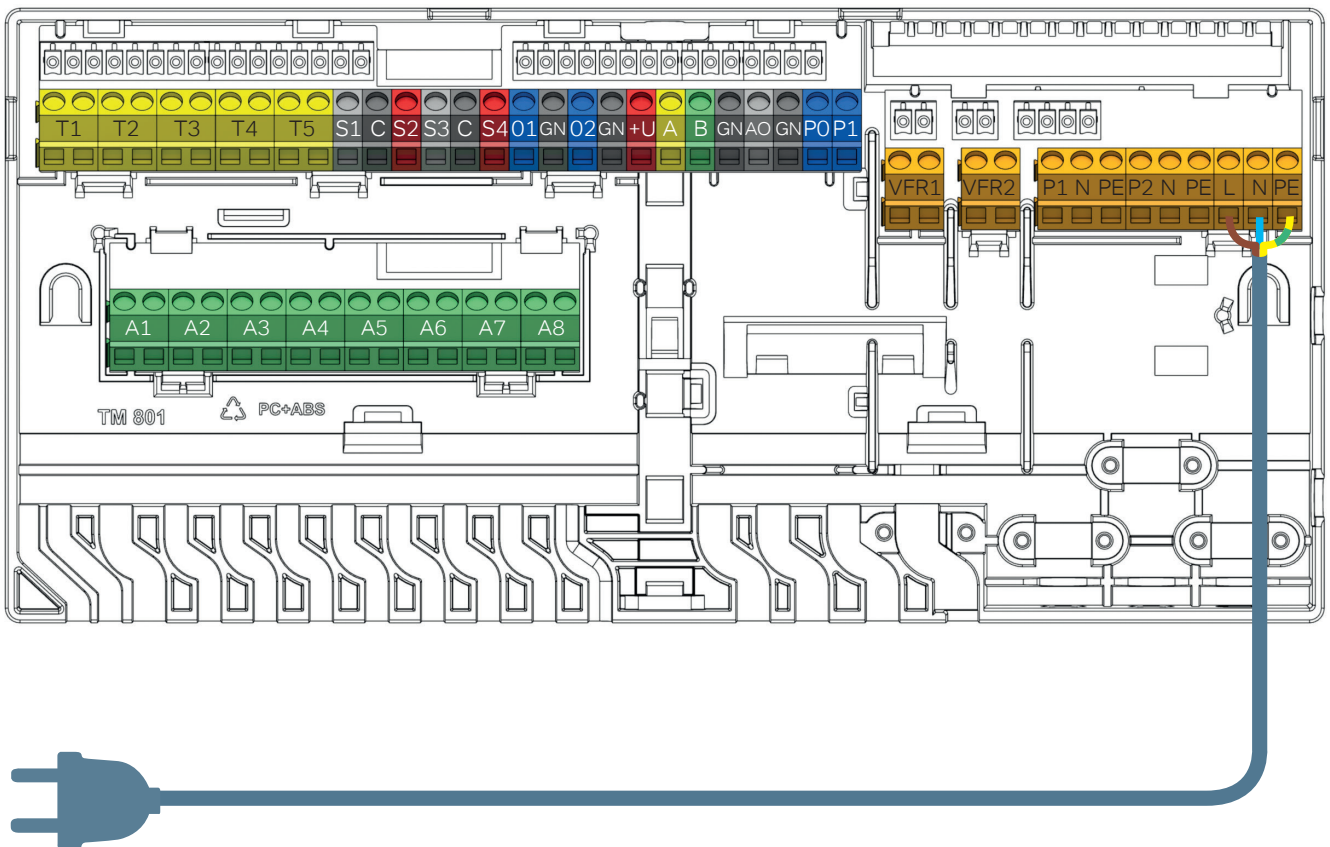 T1 T2 T3 T4 T5 S1 C S2 S3 C S4 01 GN 02 GN +U A B GN AO GN P0 P1
VFR1 VFR2 P1 N PE P2 N PE L N PE
A1 A2 A3 A4 A5 A6 A7 A8
TM 801 PC+ABS